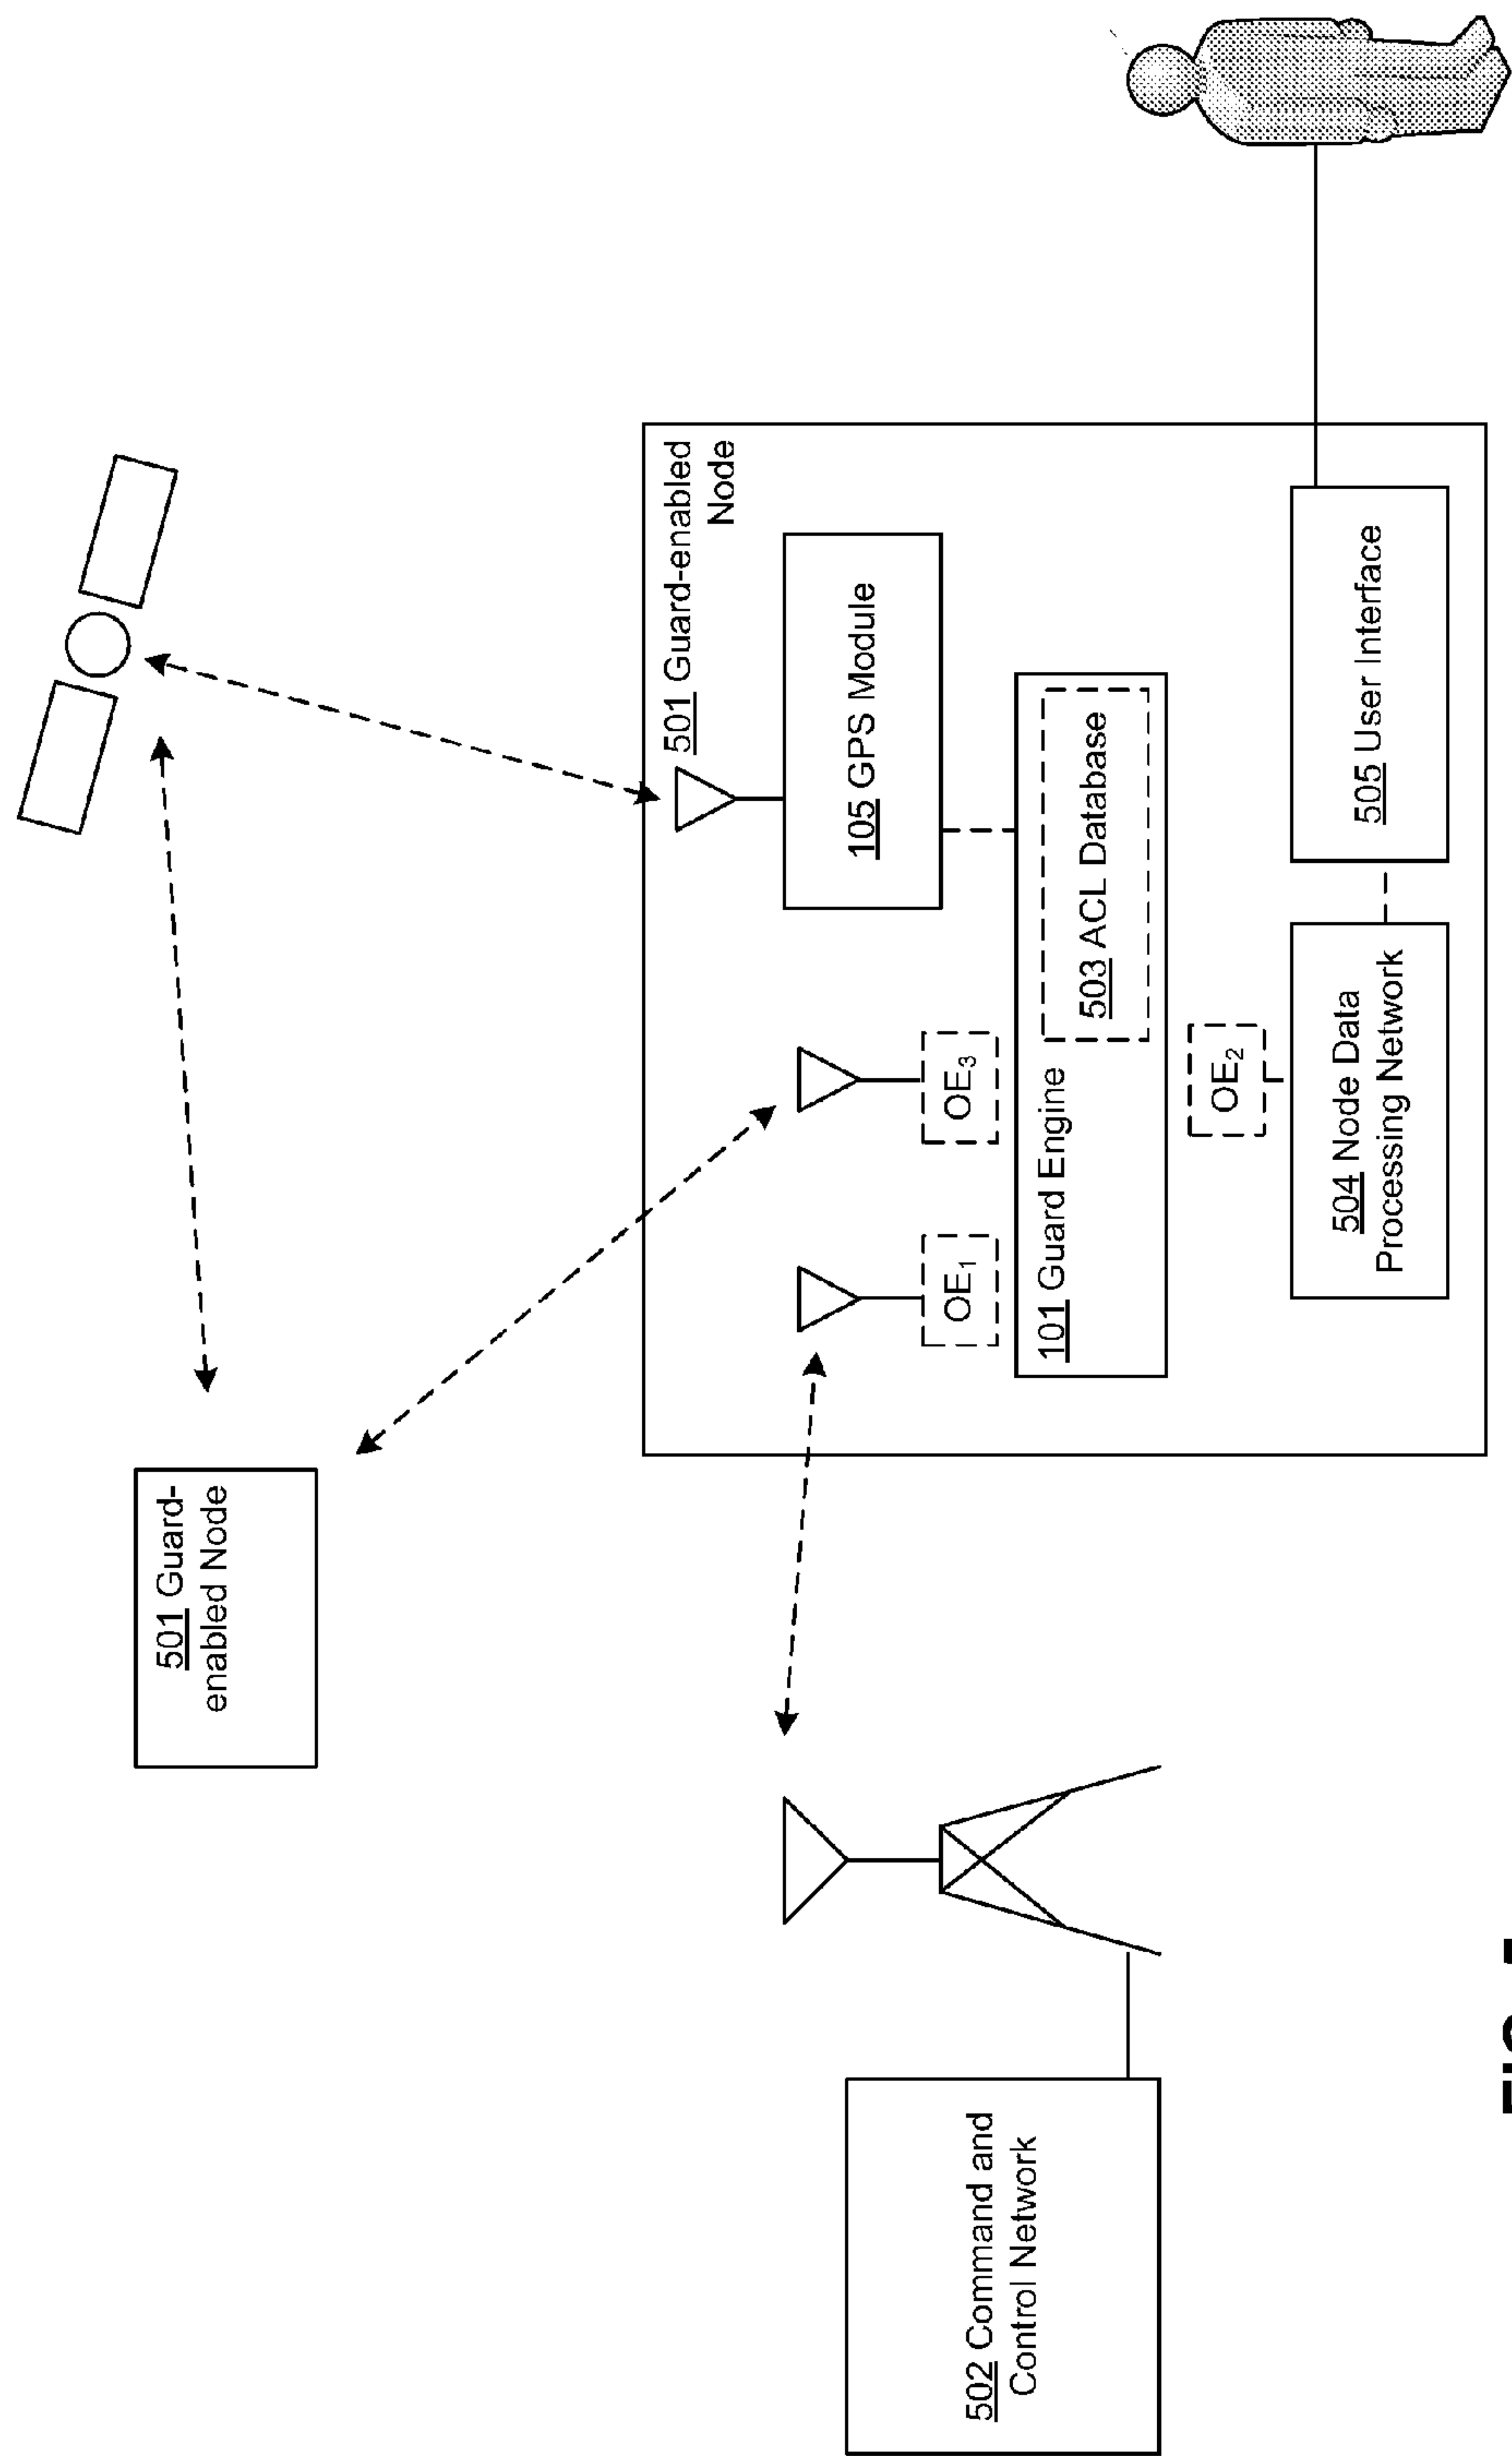 501 Guard-
enabled Node
501 Guard-enabled
Node
105 GPS Module
OE1
OE3
101 Guard Engine
503 ACL Database
OE2
504 Node Data
Processing Network
505 User Interface
502 Command and
Control Network